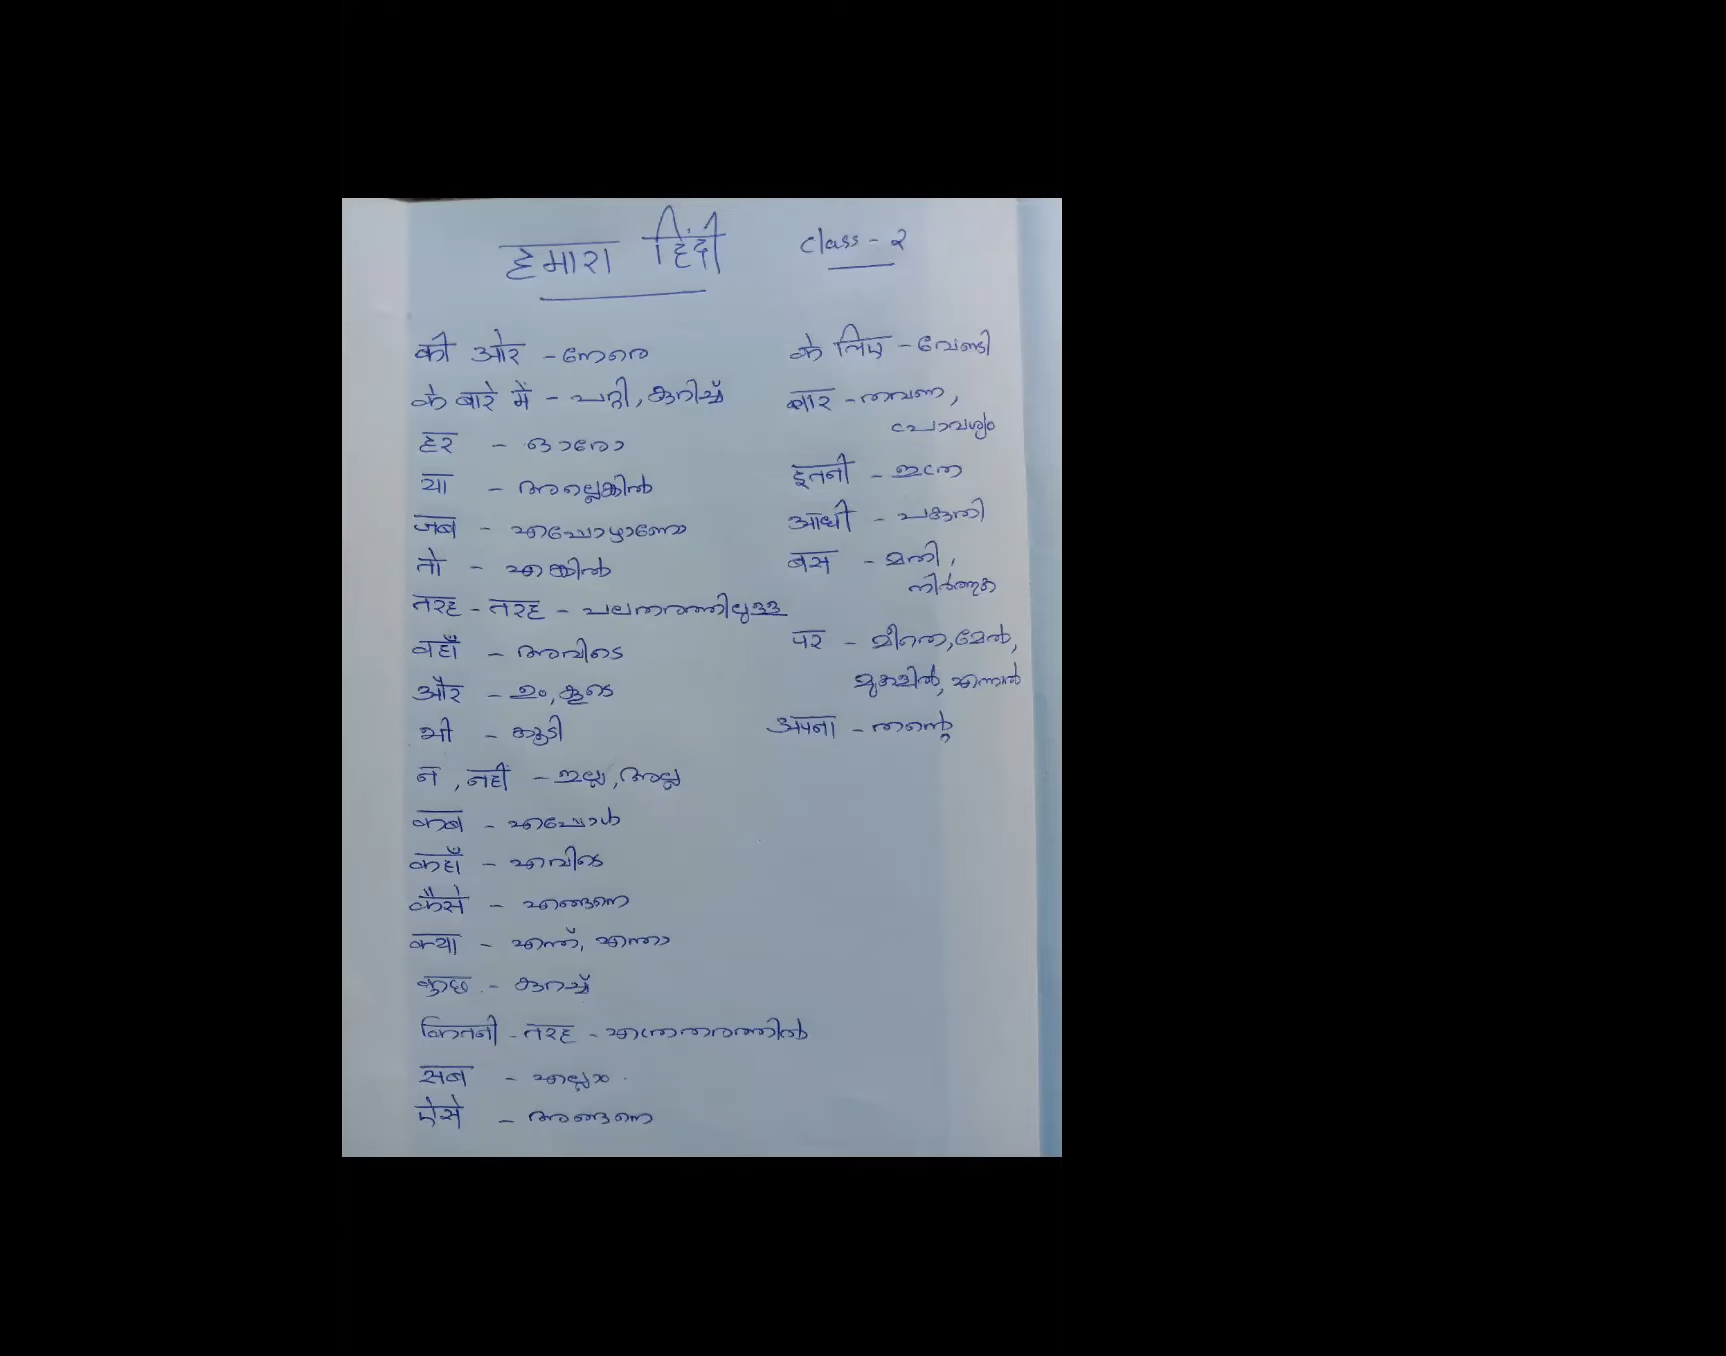 हमारा हिंदी
Class - 2
की ओर - നേരെ
के बारे में - പറ്റി, കുറിച്ച്
हर - ഓരോ
या - അല്ലെങ്കിൽ
जब - എപ്പോഴാണോ
तो - എങ്കിൽ
तरह - तरह - പലതരത്തിലുള്ള
वहाँ - അവിടെ
और - ഉം, കൂടെ
भी - കൂടി
न, नहीं - ഇല്ല, അല്ല
कब - എപ്പോൾ
कहाँ - എവിടെ
कैसे - എങ്ങനെ
क्या - എന്ത്, എന്താ
कुछ - കുറച്ച്
कितनी - तरह - എത്രതരത്തിൽ
सब - എല്ലാം
ऐसे - അങ്ങനെ
के लिए - വേണ്ടി
बार - തവണ,
പ്രാവശ്യം
इतनी - ഇത്ര
आधी - പകുതി
बस - മതി,
നിർത്തുക
पर - മീതെ, മേൽ,
മുകളിൽ, എന്നാൽ
अपना - തന്റെ